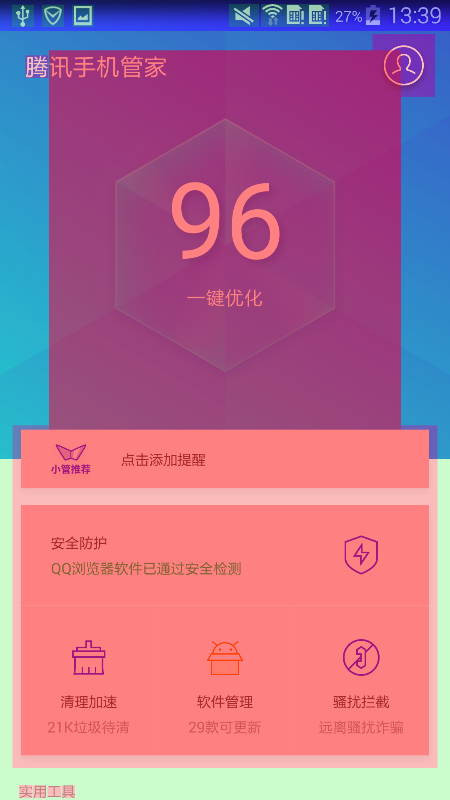 27% 13:39
腾讯手机管家
96
一键优化
小管推荐
点击添加提醒
安全防护
QQ浏览器软件已通过安全检测
清理加速 软件管理 骚扰拦截
21K垃圾待清 29款可更新 远离骚扰诈骗
实用工具